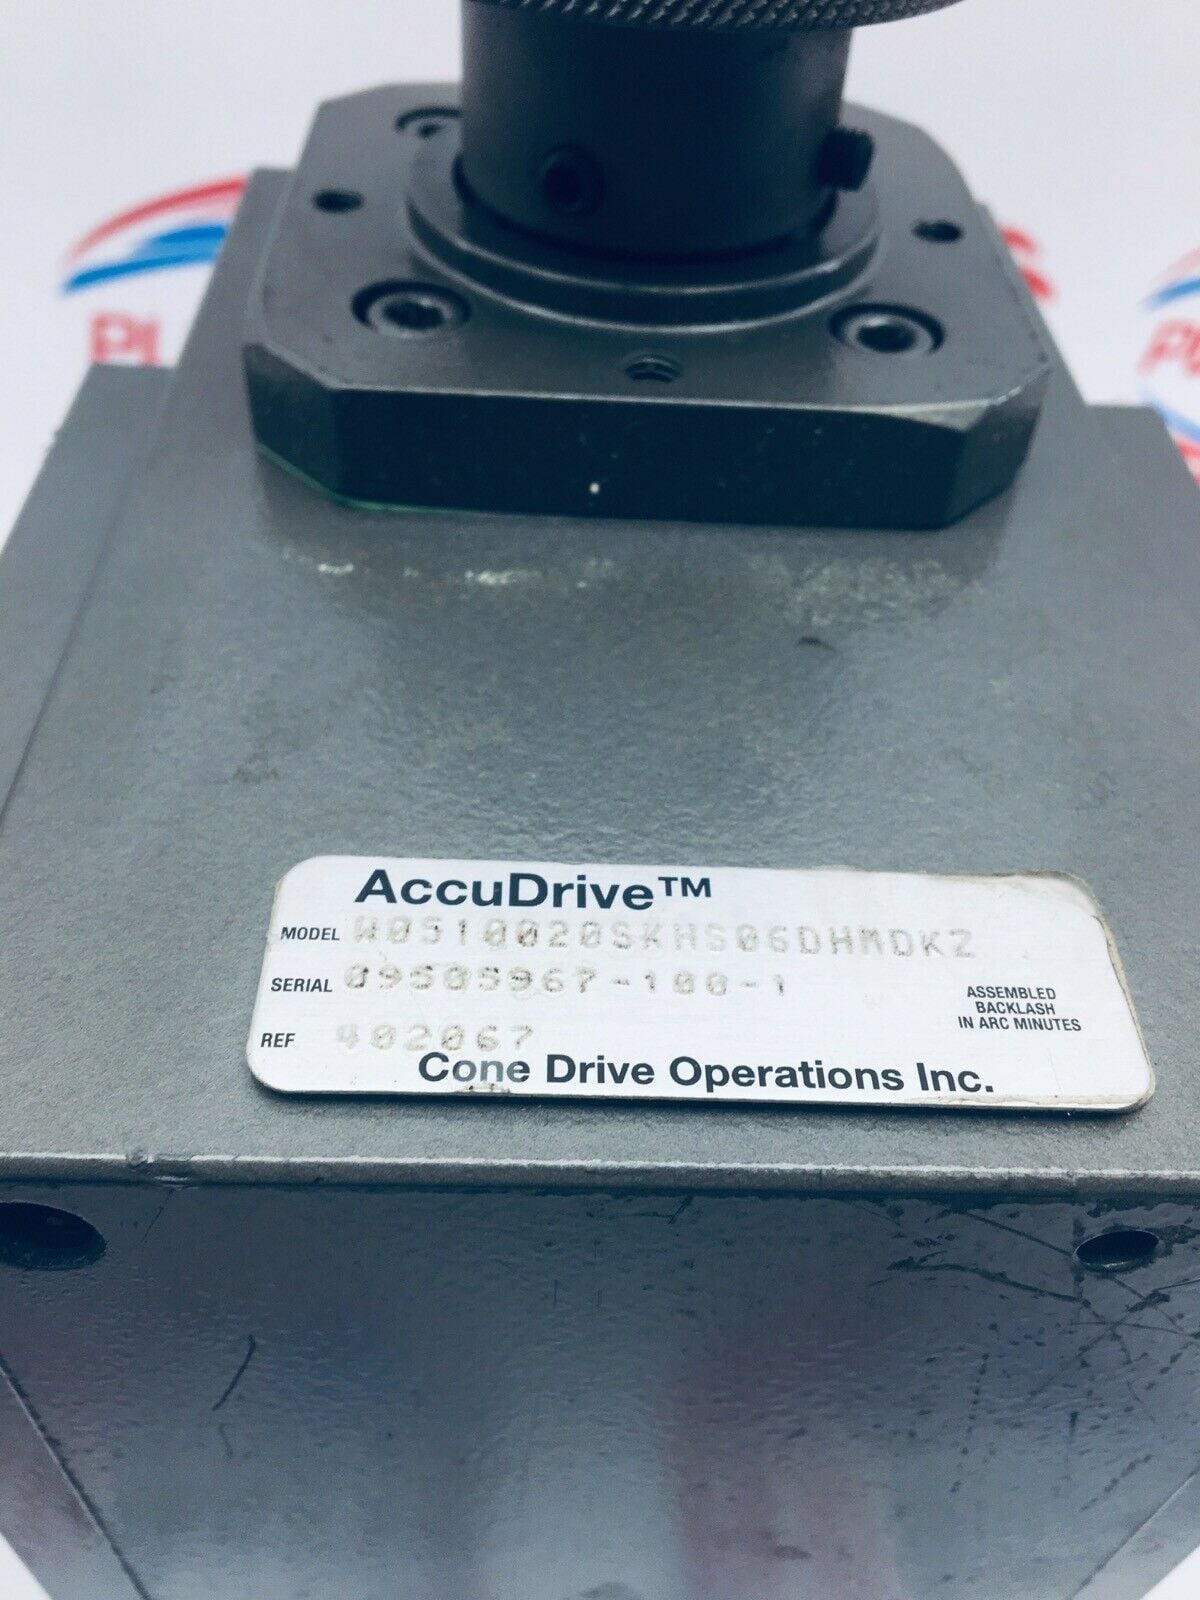 AccuDrive™
MODEL W0510020SKHS06DHMDKZ
SERIAL 09505967-100-1
ASSEMBLED
BACKLASH
IN ARC MINUTES
REF 402067
Cone Drive Operations Inc.